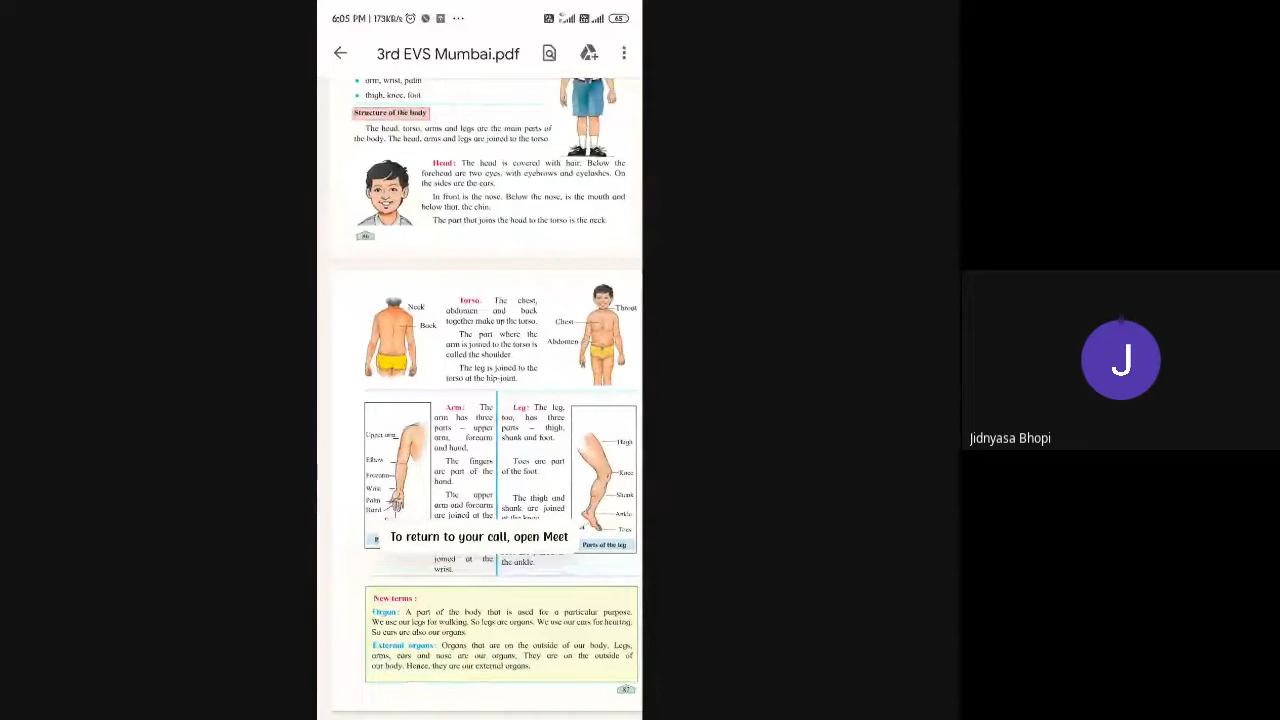 6:05 PM | 173KB/s
65
3rd EVS Mumbai.pdf
arm, wrist, palm
thigh, knee, foot
Structure of the body
The head, torso, arms and legs are the main parts of
the body. The head, arms and legs are joined to the torso
Head: The head is covered with hair. Below the
forehead are two eyes, with eyebrows and eyelashes. On
the sides are the ears.
In front is the nose. Below the nose, is the mouth and
below that, the chin.
The part that joins the head to the torso is the neck.
86
Neck
Back
Torso. The chest,
abdomen and back
together make up the torso.
The part where the
arm is joined to the torso is
called the shoulder
The leg is joined to the
torso at the hip-joint.
Throat
Chest
Abdomen
Upper arm
Elbow
Forearm
Wrist
Palm
Hand
Arm: The
arm has three
parts – upper
arm, forearm
and hand.
The fingers
are part of the
hand.
The upper
arm and forearm
are joined at the
joined at the
wrist.
Leg: The leg,
too, has three
parts – thigh,
shank and foot.
Toes are part
of the foot.
The thigh and
shank are joined
at the knee
the ankle.
Thigh
Knee
Shank
Ankle
Toes
Parts of the leg
To return to your call, open Meet
New terms :
Organ: A part of the body that is used for a particular purpose.
We use our legs for walking. So legs are organs. We use our ears for hearing.
So ears are also our organs.
External organs: Organs that are on the outside of our body. Legs,
arms, ears and nose are our organs. They are on the outside of
our body. Hence, they are our external organs.
87
J
Jidnyasa Bhopi